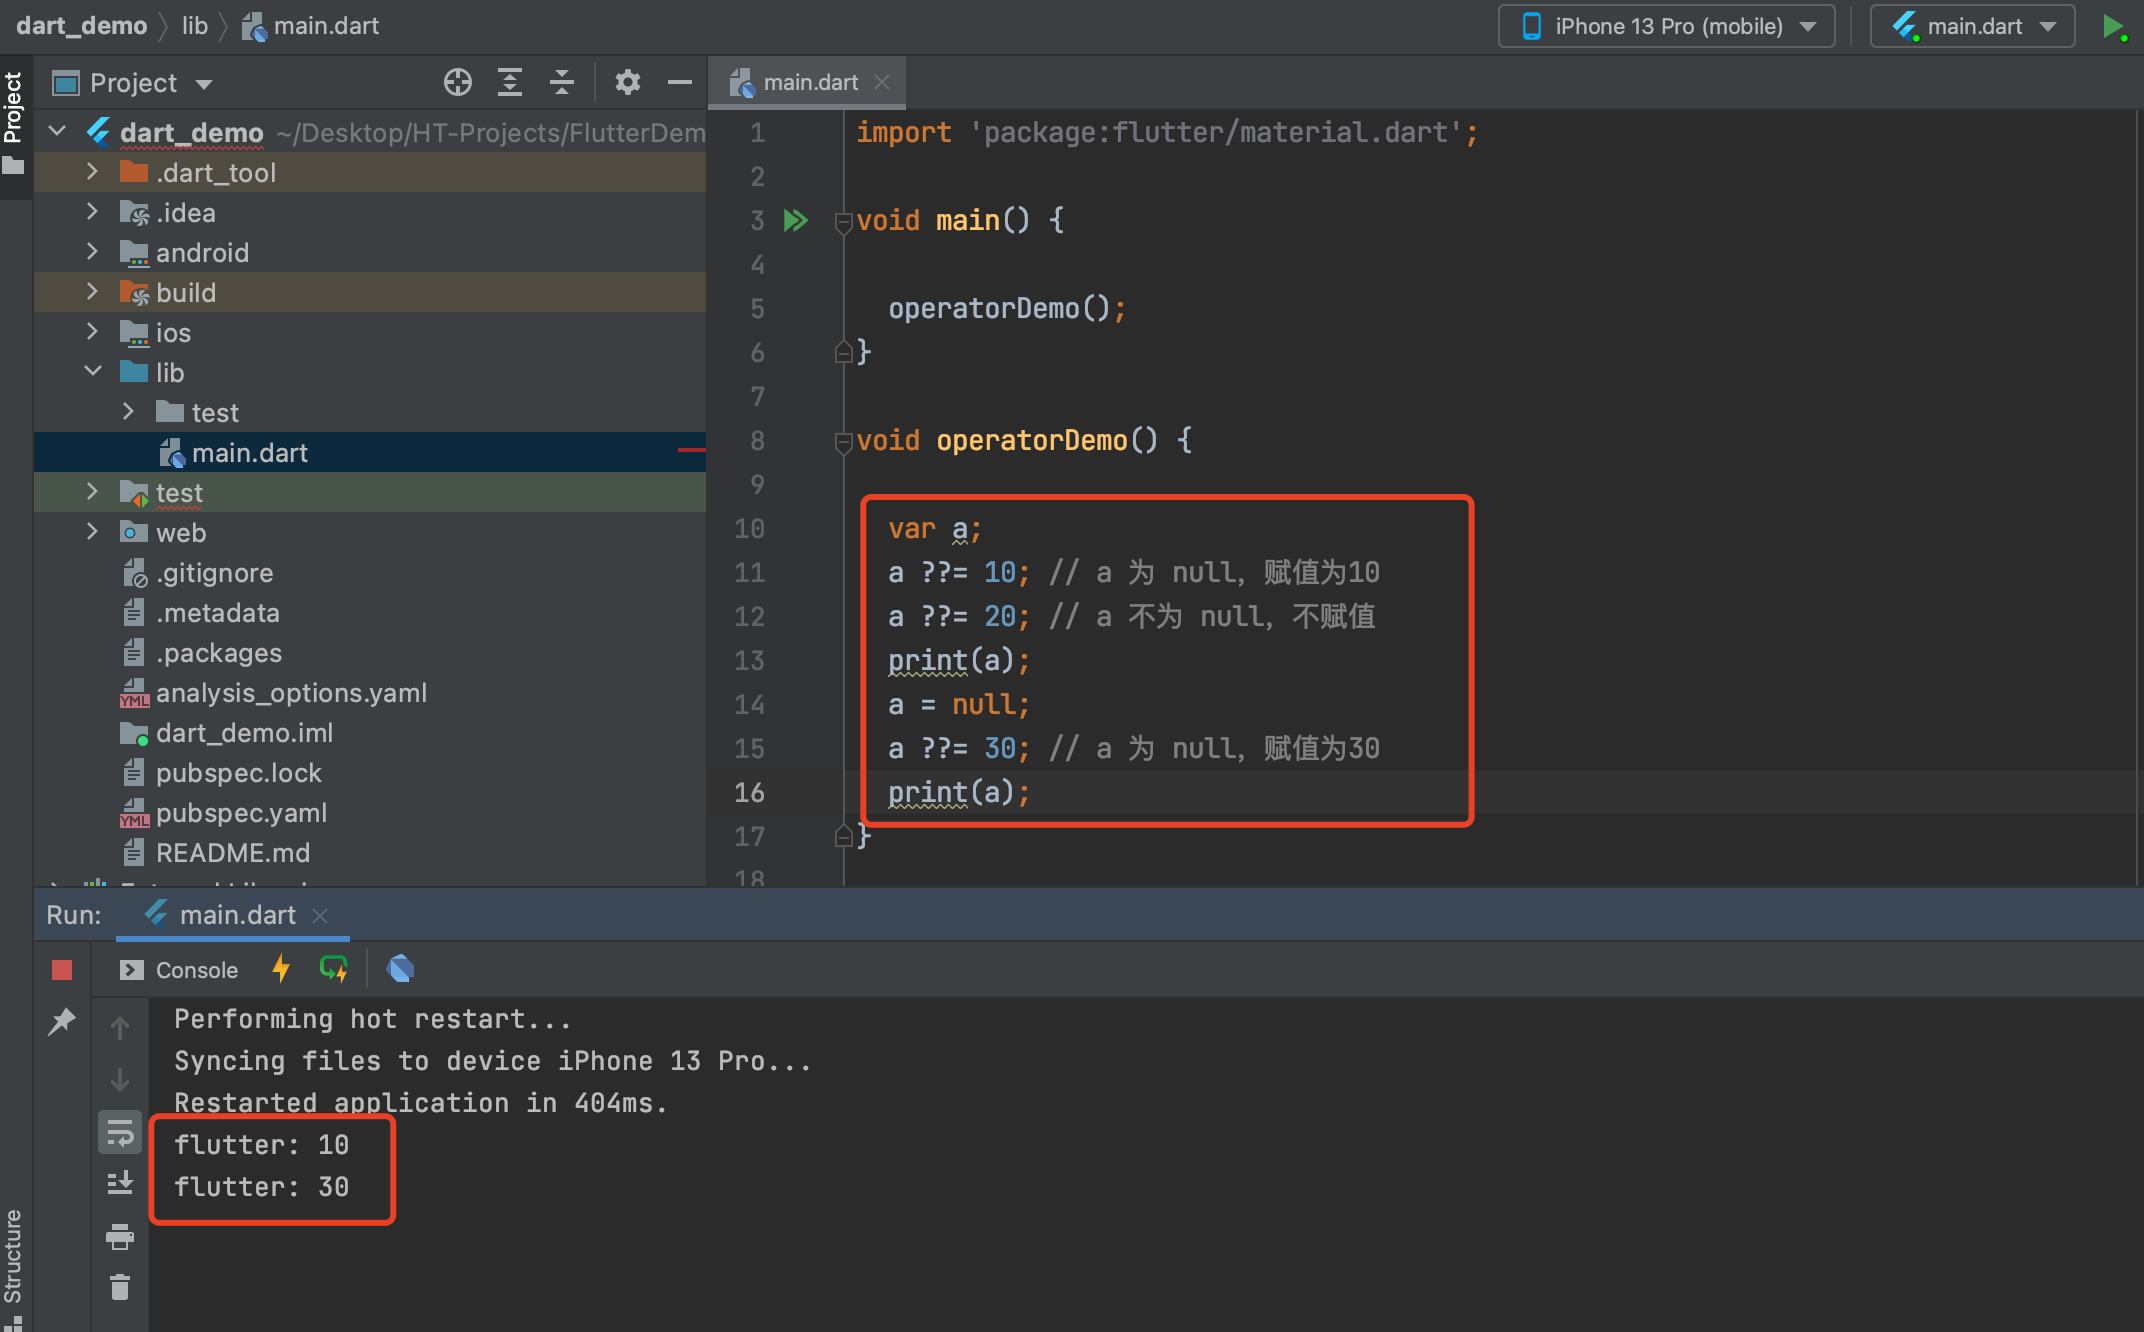 dart_demo lib main.dart
iPhone 13 Pro (mobile) main.dart
Project
Project
dart_demo ~/Desktop/HT-Projects/FlutterDem
.dart_tool
.idea
android
build
ios
lib
test
main.dart
test
web
.gitignore
.metadata
.packages
YML analysis_options.yaml
dart_demo.iml
pubspec.lock
YML pubspec.yaml
README.md
main.dart
1 import 'package:flutter/material.dart';
2
3 void main() {
4
5 operatorDemo();
6 }
7
8 void operatorDemo() {
9
10 var a;
11 a ??= 10; // a 为 null, 赋值为10
12 a ??= 20; // a 不为 null, 不赋值
13 print(a);
14 a = null;
15 a ??= 30; // a 为 null, 赋值为30
16 print(a);
17 }
18
Run: main.dart
Console
Performing hot restart...
Syncing files to device iPhone 13 Pro...
Restarted application in 404ms.
flutter: 10
flutter: 30
Structure